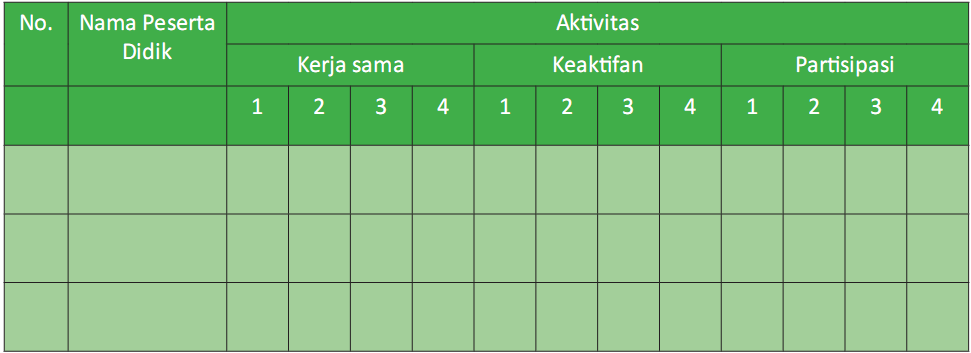 No. Nama Peserta Didik Aktivitas
Kerja sama Keaktifan Partisipasi
1 2 3 4 1 2 3 4 1 2 3 4